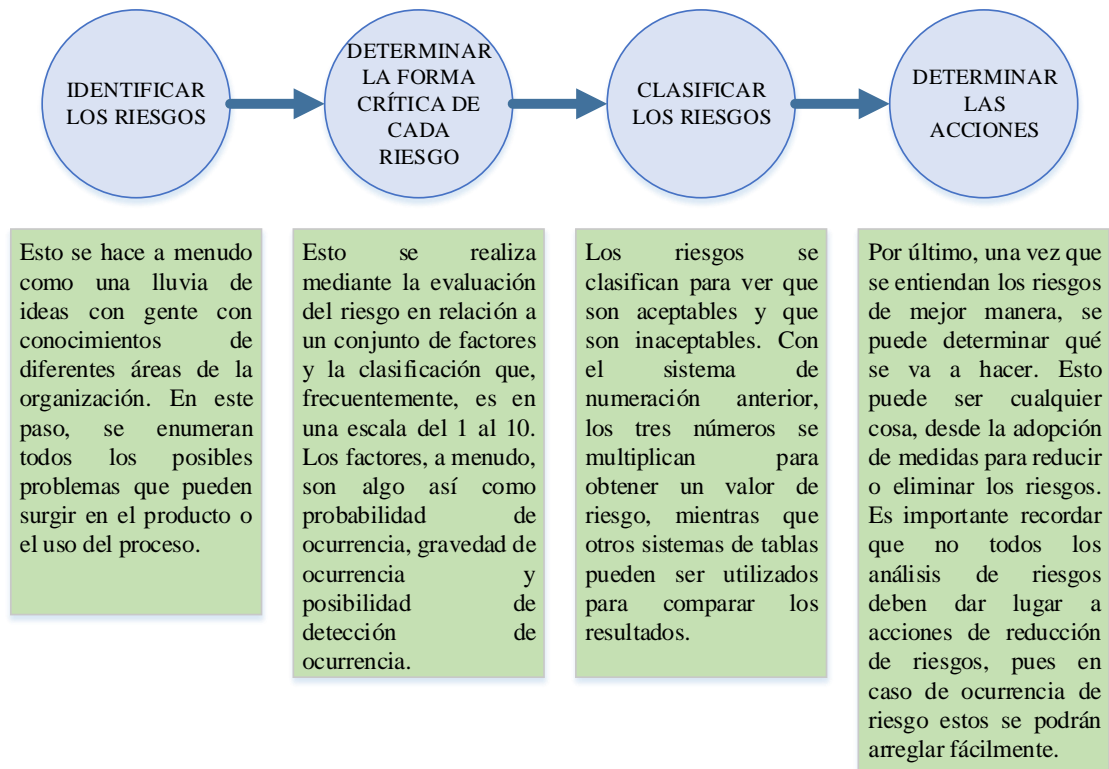 IDENTIFICAR
LOS RIESGOS
DETERMINAR
LA FORMA
CRÍTICA DE
CADA
RIESGO
CLASIFICAR
LOS RIESGOS
DETERMINAR
LAS
ACCIONES
Esto se hace a menudo
como una lluvia de
ideas con gente con
conocimientos de
diferentes áreas de la
organización. En este
paso, se enumeran
todos los posibles
problemas que pueden
surgir en el producto o
el uso del proceso.
Esto se realiza
mediante la evaluación
del riesgo en relación a
un conjunto de factores
y la clasificación que,
frecuentemente, es en
una escala del 1 al 10.
Los factores, a menudo,
son algo así como
probabilidad de
ocurrencia, gravedad de
ocurrencia y
posibilidad de
detección de
ocurrencia.
Los riesgos se
clasifican para ver que
son aceptables y que
son inaceptables. Con
el sistema de
numeración anterior,
los tres números se
multiplican para
obtener un valor de
riesgo, mientras que
otros sistemas de tablas
pueden ser utilizados
para comparar los
resultados.
Por último, una vez que
se entiendan los riesgos
de mejor manera, se
puede determinar qué
se va a hacer. Esto
puede ser cualquier
cosa, desde la adopción
de medidas para reducir
o eliminar los riesgos.
Es importante recordar
que no todos los
análisis de riesgos
deben dar lugar a
acciones de reducción
de riesgos, pues en
caso de ocurrencia de
riesgo estos se podrán
arreglar fácilmente.